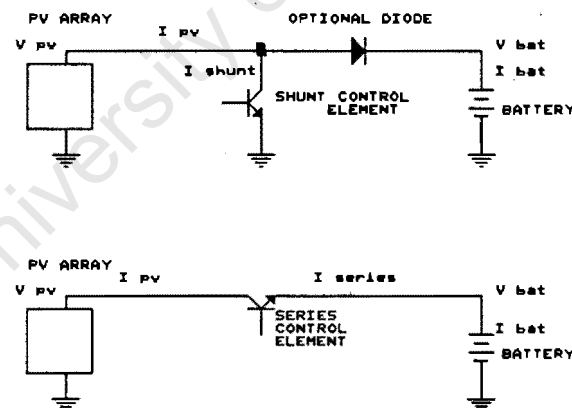 PV ARRAY
OPTIONAL DIODE
V pv
I pv
V bat
I shunt
I bat
SHUNT CONTROL
ELEMENT
BATTERY
PV ARRAY
V pv
I pv
I series
V bat
SERIES
CONTROL
ELEMENT
I bat
BATTERY